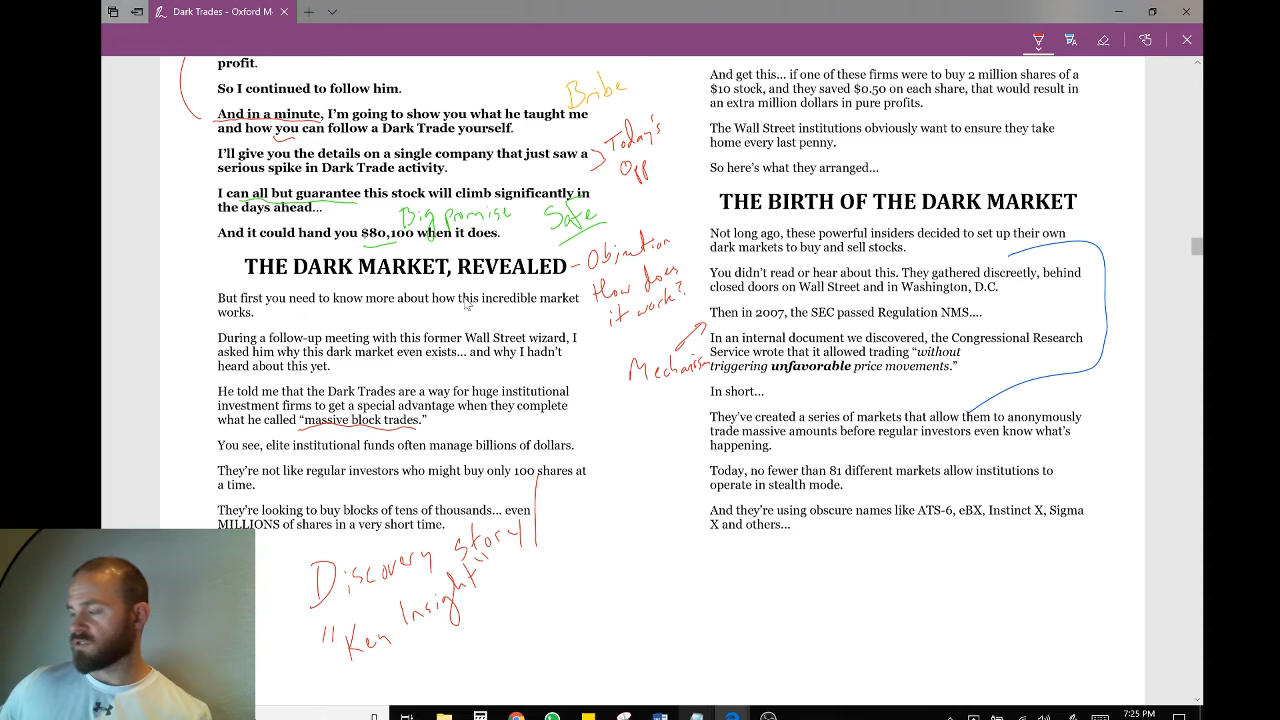 Dark Trades - Oxford M
profit.
So I continued to follow him.
And in a minute, I'm going to show you what he taught me
and how you can follow a Dark Trade yourself.
I'll give you the details on a single company that just saw a
serious spike in Dark Trade activity.
I can all but guarantee this stock will climb significantly in
the days ahead...
And it could hand you $80,100 when it does.
THE DARK MARKET, REVEALED
But first you need to know more about how this incredible market
works.
During a follow-up meeting with this former Wall Street wizard, I
asked him why this dark market even exists... and why I hadn't
heard about this yet.
He told me that the Dark Trades are a way for huge institutional
investment firms to get a special advantage when they complete
what he called "massive block trades."
You see, elite institutional funds often manage billions of dollars.
They're not like regular investors who might buy only 100 shares at
a time.
They're looking to buy blocks of tens of thousands... even
MILLIONS of shares in a very short time.
Bribe
Today's
Opp
Big promise
Safe
- Objection
How does
it work?
Mechanism
Discovery story
"Key Insight"
And get this... if one of these firms were to buy 2 million shares of a
$10 stock, and they saved $0.50 on each share, that would result in
an extra million dollars in pure profits.
The Wall Street institutions obviously want to ensure they take
home every last penny.
So here's what they arranged...
THE BIRTH OF THE DARK MARKET
Not long ago, these powerful insiders decided to set up their own
dark markets to buy and sell stocks.
You didn't read or hear about this. They gathered discreetly, behind
closed doors on Wall Street and in Washington, D.C.
Then in 2007, the SEC passed Regulation NMS....
In an internal document we discovered, the Congressional Research
Service wrote that it allowed trading "without
triggering unfavorable price movements."
In short...
They've created a series of markets that allow them to anonymously
trade massive amounts before regular investors even know what's
happening.
Today, no fewer than 81 different markets allow institutions to
operate in stealth mode.
And they're using obscure names like ATS-6, eBX, Instinct X, Sigma
X and others...
7:25 PM